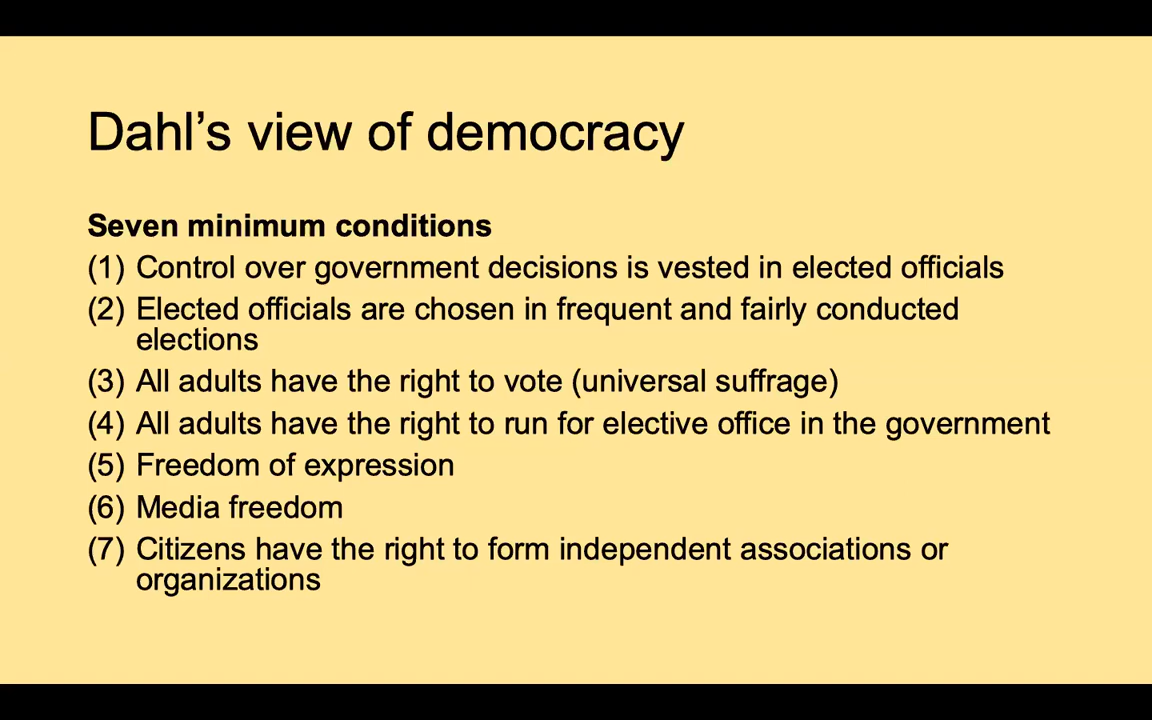 Dahl’s view of democracy
Seven minimum conditions
(1) Control over government decisions is vested in elected officials
(2) Elected officials are chosen in frequent and fairly conducted
elections
(3) All adults have the right to vote (universal suffrage)
(4) All adults have the right to run for elective office in the government
(5) Freedom of expression
(6) Media freedom
(7) Citizens have the right to form independent associations or
organizations